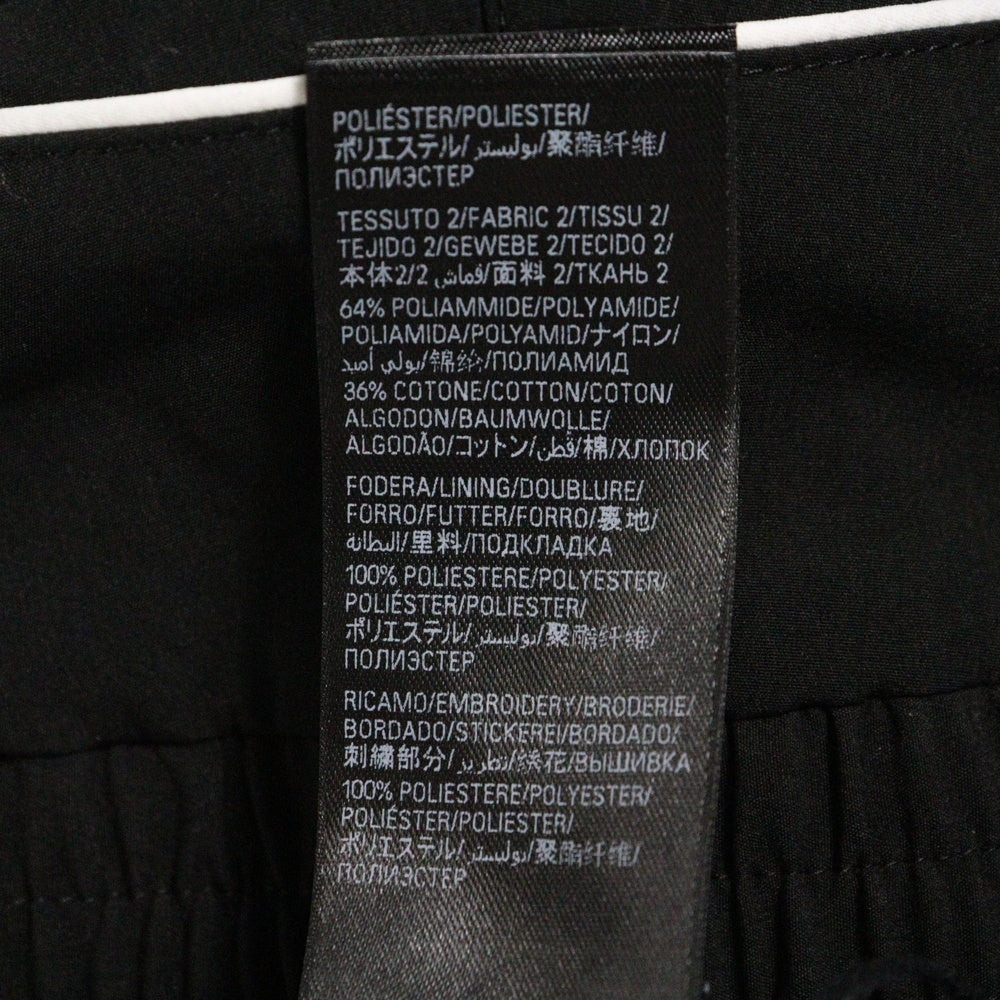 POLIÉSTER/POLIESTER/
ポリエステル/بوليستر/聚酯纤维/
ПОЛИЭСТЕР
TESSUTO 2/FABRIC 2/TISSU 2/
TEJIDO 2/GEWEBE 2/TECIDO 2/
本体2/2 قماش/面料 2/ТКАНЬ 2
64% POLIAMMIDE/POLYAMIDE/
POLIAMIDA/POLYAMID/ナイロン/
بولي أميد/锦纶/ПОЛИАМИД
36% COTONE/COTTON/COTON/
ALGODON/BAUMWOLLE/
ALGODÃO/コットン/قطن/棉/ХЛОПОК
FODERA/LINING/DOUBLURE/
FORRO/FUTTER/FORRO/裏地/
البطانة/里料/ПОДКЛАДКА
100% POLIESTERE/POLYESTER/
POLIÉSTER/POLIESTER/
ポリエステル/بوليستر/聚酯纤维/
ПОЛИЭСТЕР
RICAMO/EMBROIDERY/BRODERIE/
BORDADO/STICKEREI/BORDADO/
刺繍部分/تطريز/绣花/ВЫШИВКА
100% POLIESTERE/POLYESTER/
POLIÉSTER/POLIESTER/
ポリエステル/بوليستر/聚酯纤维/
ПОЛИЭСТЕР